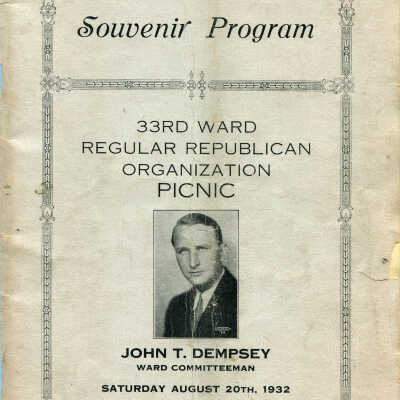 Souvenir Program
33RD WARD
REGULAR REPUBLICAN
ORGANIZATION
PICNIC
JOHN T. DEMPSEY
WARD COMMITTEEMAN
SATURDAY AUGUST 20TH, 1932